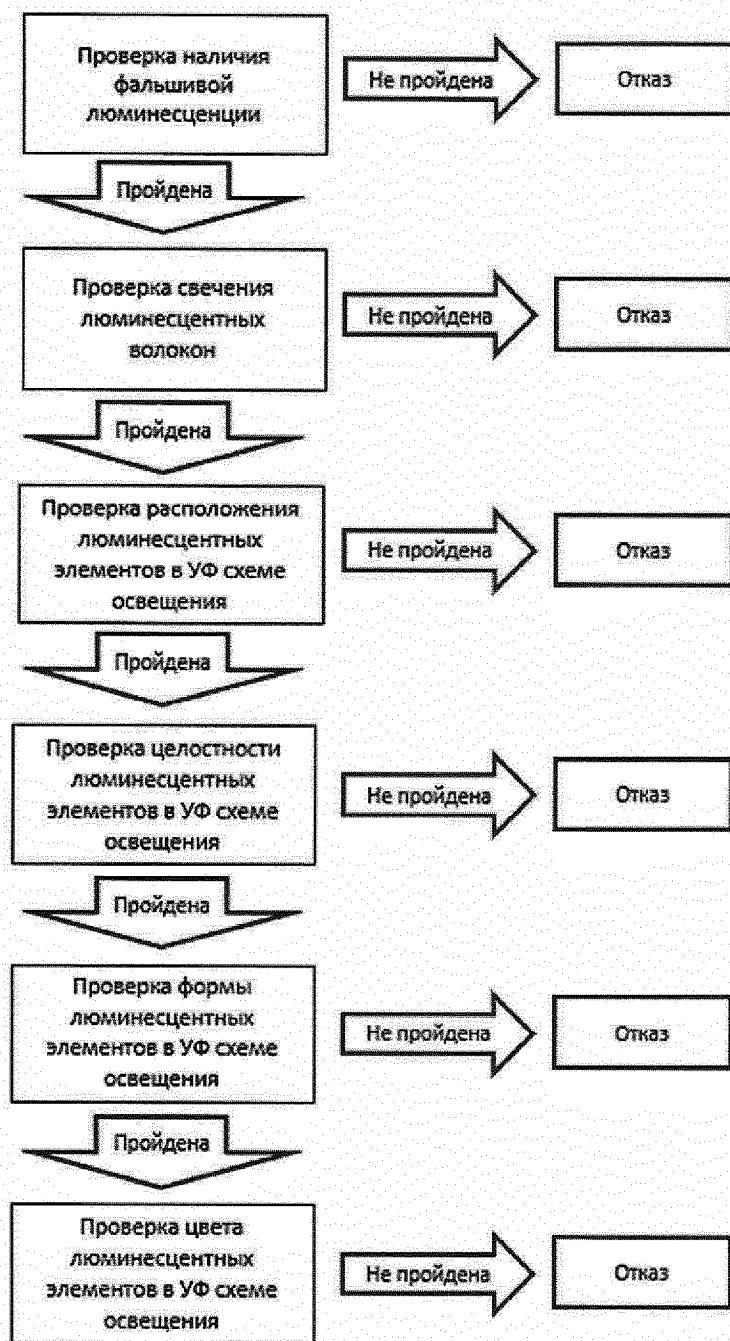 Проверка наличия
фальшивой
люминесценции
Не пройдена
Отказ
Пройдена
Проверка свечения
люминесцентных
волокон
Не пройдена
Отказ
Пройдена
Проверка расположения
люминесцентных
элементов в УФ схеме
освещения
Не пройдена
Отказ
Пройдена
Проверка целостности
люминесцентных
элементов в УФ схеме
освещения
Не пройдена
Отказ
Пройдена
Проверка формы
люминесцентных
элементов в УФ схеме
освещения
Не пройдена
Отказ
Пройдена
Проверка цвета
люминесцентных
элементов в УФ схеме
освещения
Не пройдена
Отказ